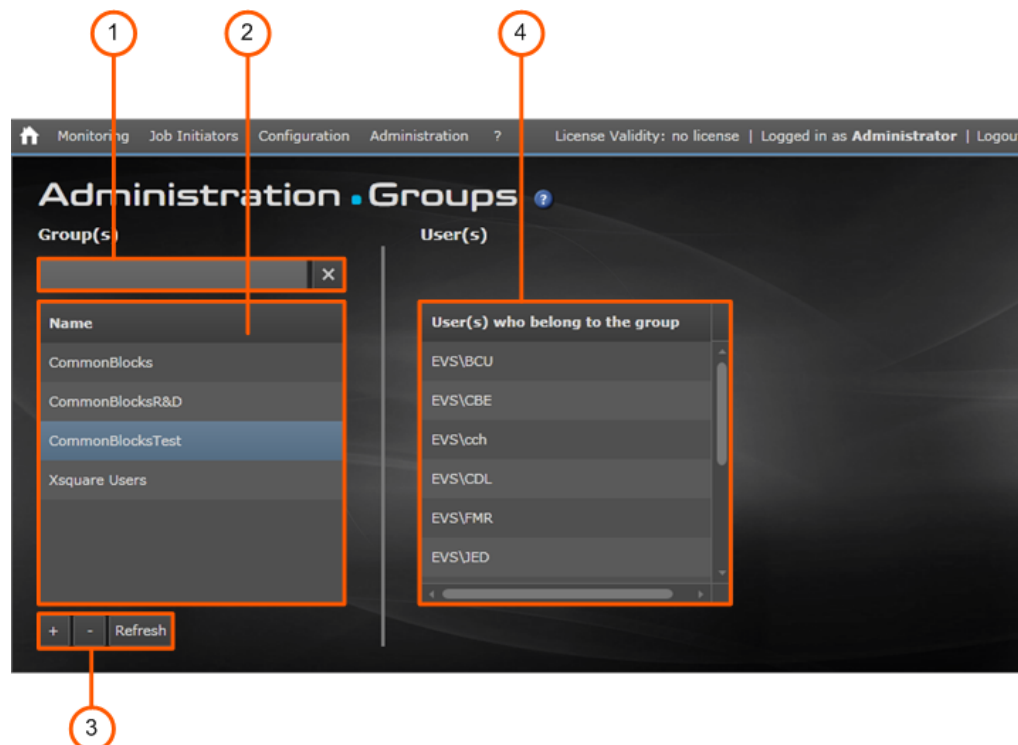 1 2 4
Monitoring Job Initiators Configuration Administration ? License Validity: no license | Logged in as Administrator | Logou
Administration . Groups ?
Group(s) User(s)
×
Name
CommonBlocks
CommonBlocksR&D
CommonBlocksTest
Xsquare Users
User(s) who belong to the group
EVS\BCU
EVS\CBE
EVS\cch
EVS\CDL
EVS\FMR
EVS\JED
+ - Refresh
3